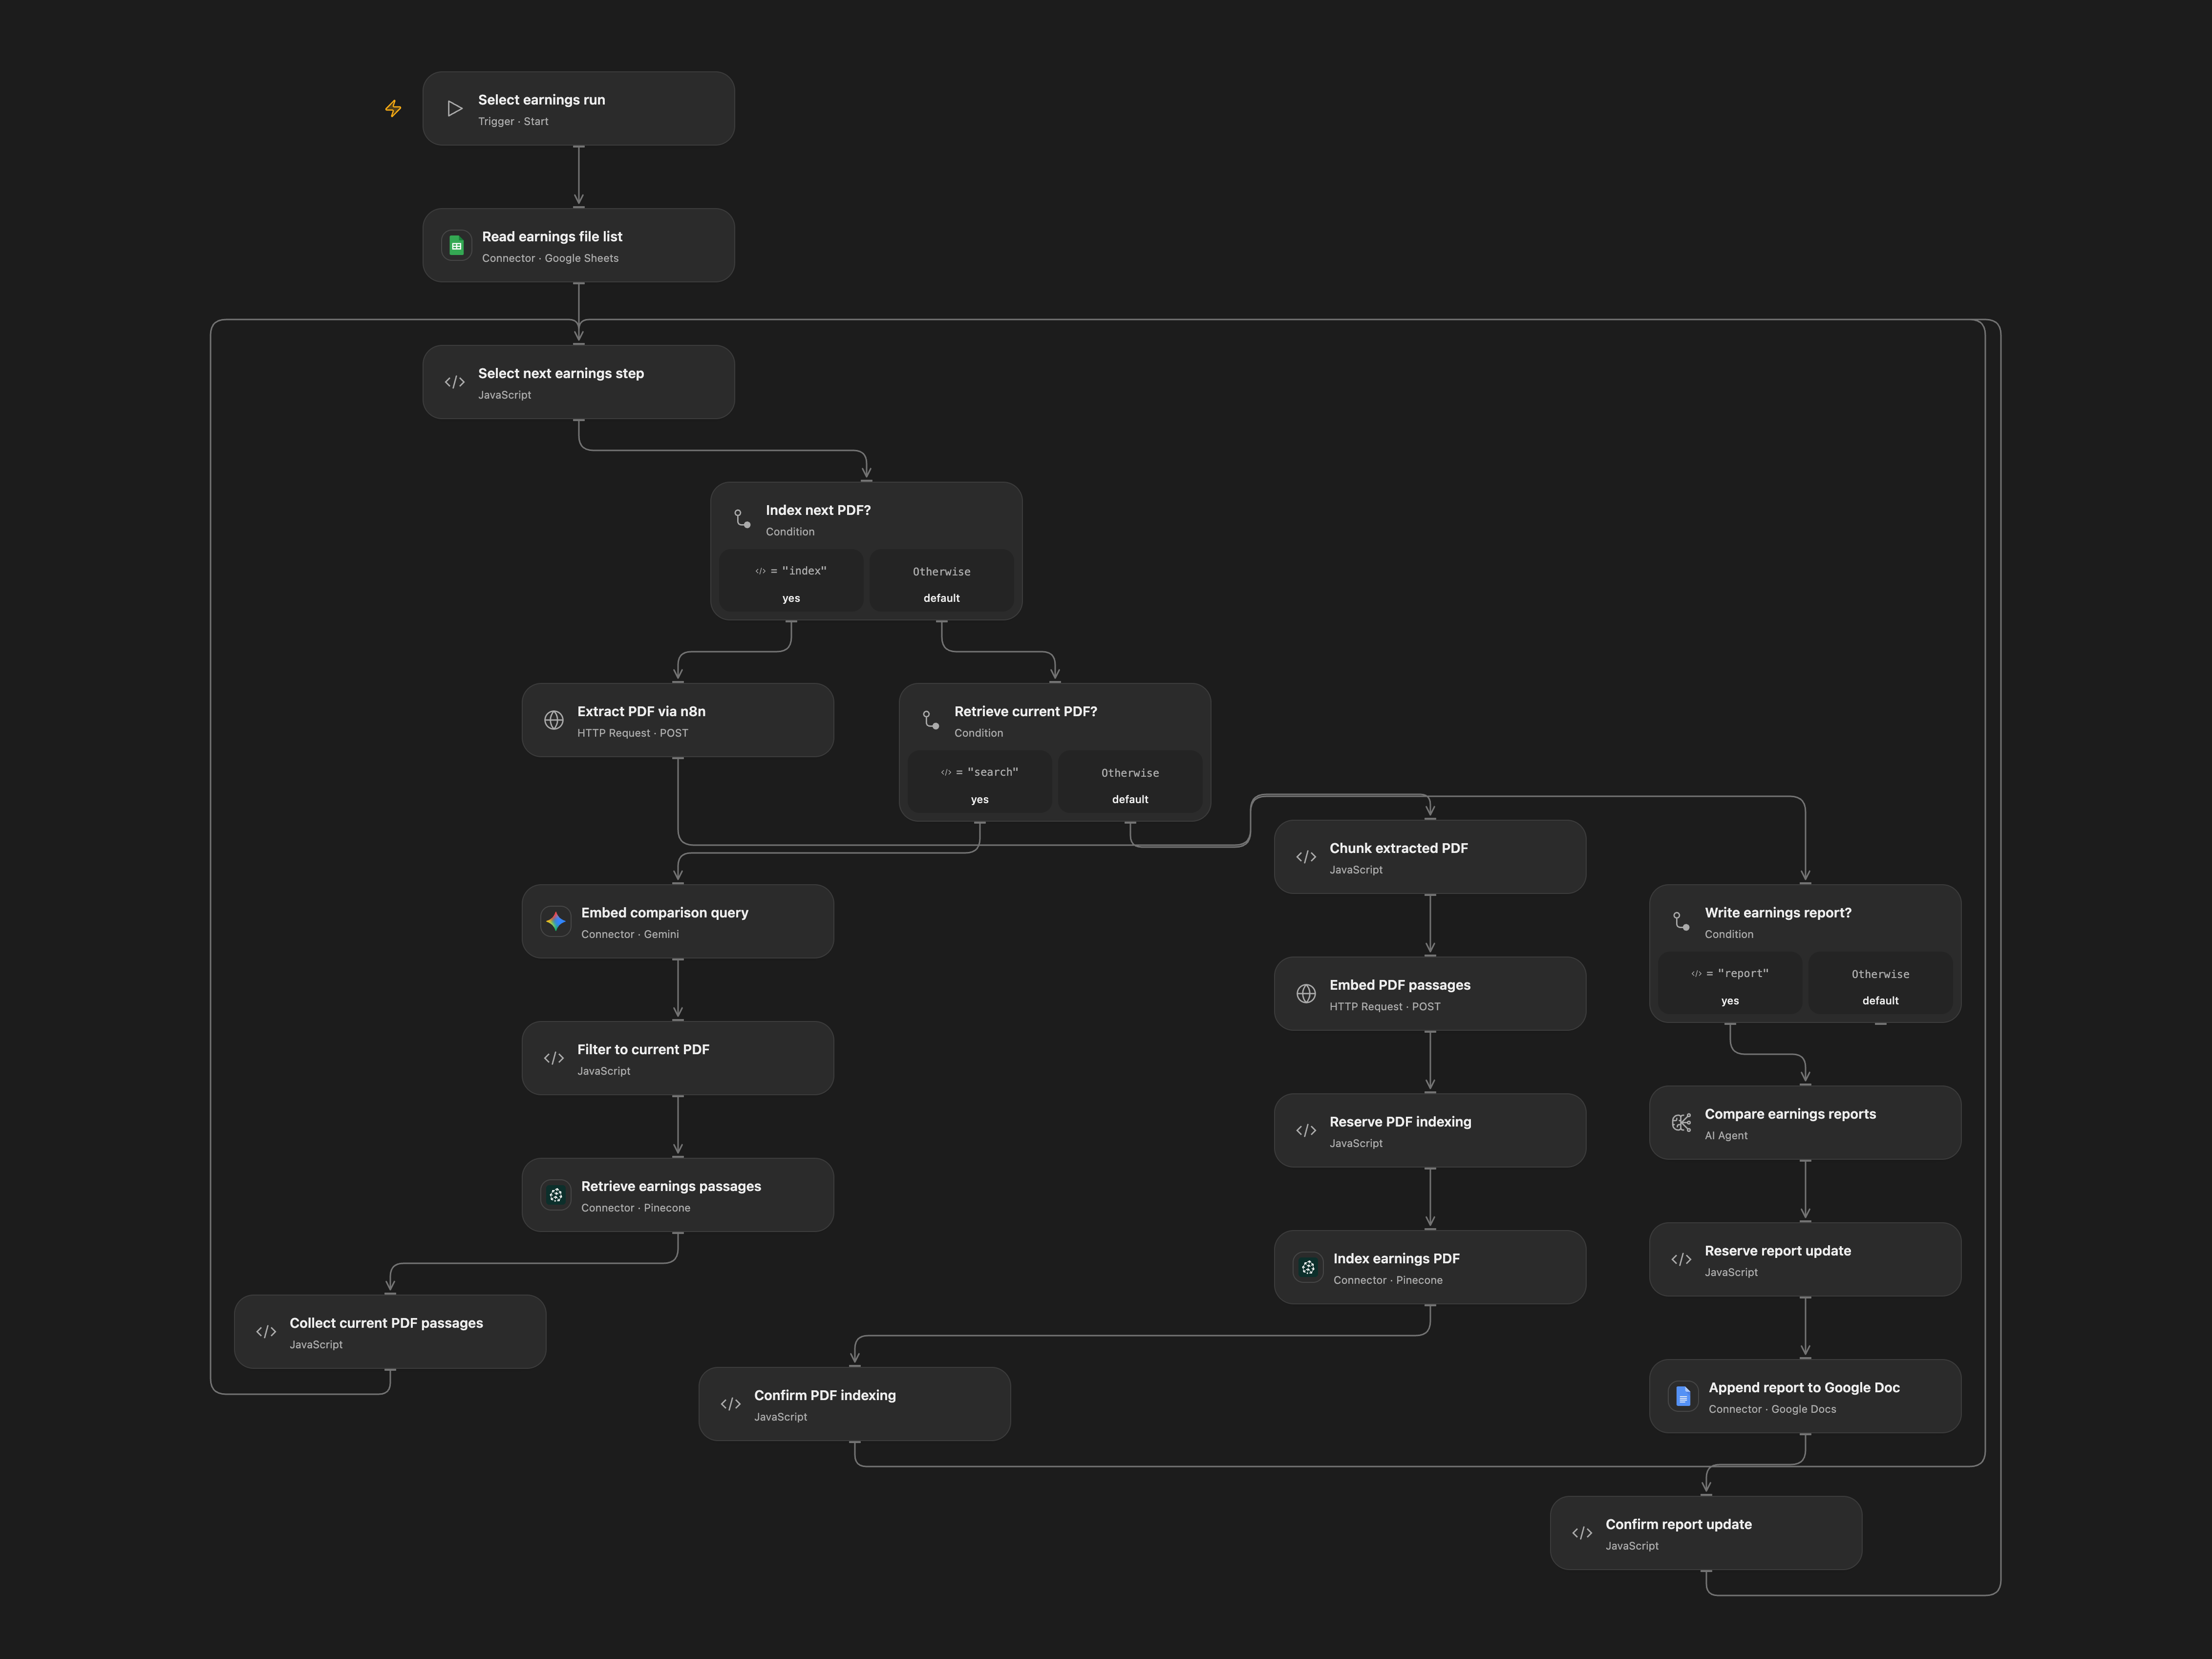 Select earnings run
Trigger · Start
Read earnings file list
Connector · Google Sheets
Select next earnings step
JavaScript
Index next PDF?
Condition
</> = "index"
yes
Otherwise
default
Extract PDF via n8n
HTTP Request · POST
Retrieve current PDF?
Condition
</> = "search"
yes
Otherwise
default
Chunk extracted PDF
JavaScript
Embed comparison query
Connector · Gemini
Write earnings report?
Condition
</> = "report"
yes
Otherwise
default
Embed PDF passages
HTTP Request · POST
Filter to current PDF
JavaScript
Reserve PDF indexing
JavaScript
Compare earnings reports
AI Agent
Retrieve earnings passages
Connector · Pinecone
Index earnings PDF
Connector · Pinecone
Reserve report update
JavaScript
Collect current PDF passages
JavaScript
Confirm PDF indexing
JavaScript
Append report to Google Doc
Connector · Google Docs
Confirm report update
JavaScript